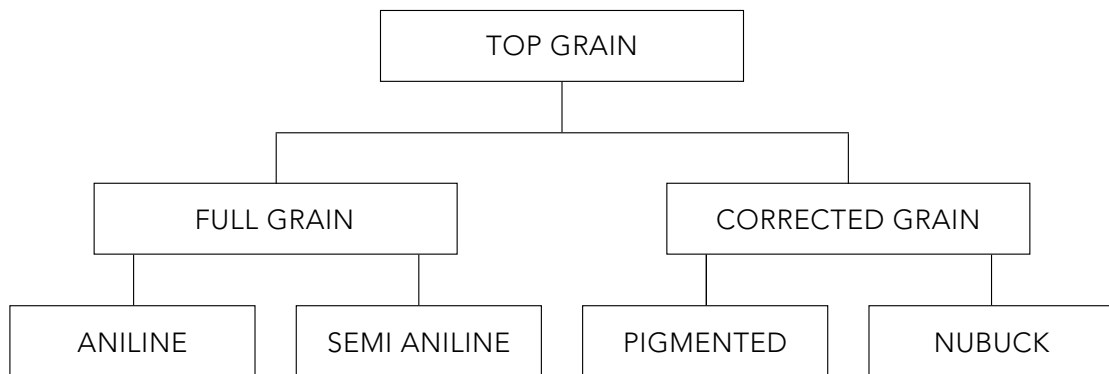 TOP GRAIN
FULL GRAIN
CORRECTED GRAIN
ANILINE
SEMI ANILINE
PIGMENTED
NUBUCK